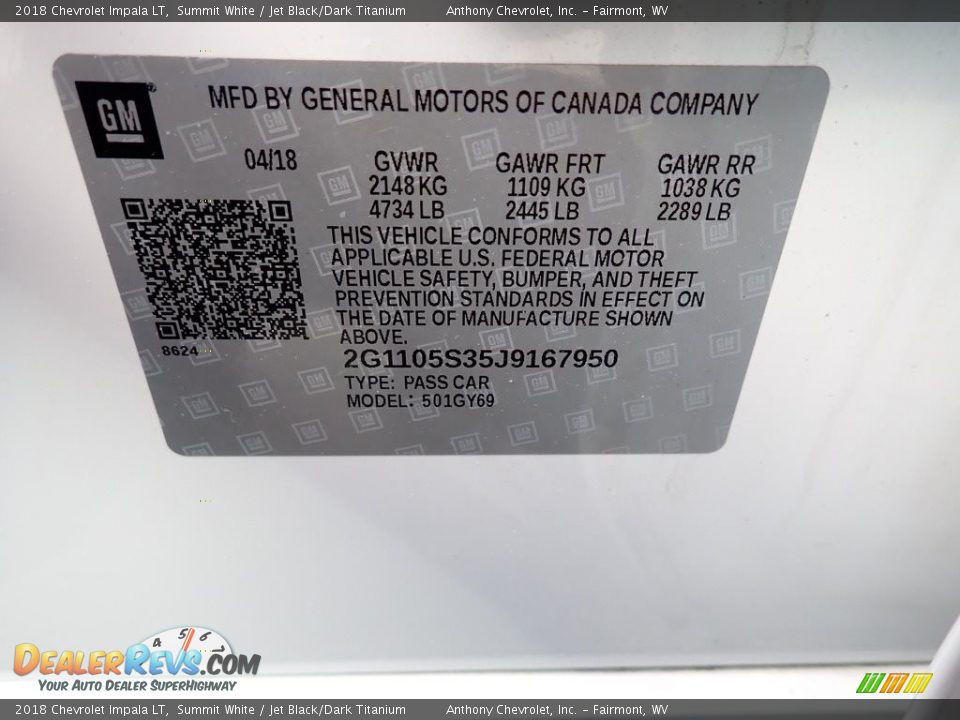 2018 Chevrolet Impala LT, Summit White / Jet Black/Dark Titanium Anthony Chevrolet, Inc. - Fairmont, WV
GM ®
MFD BY GENERAL MOTORS OF CANADA COMPANY
04/18 GVWR GAWR FRT GAWR RR
2148 KG 1109 KG 1038 KG
4734 LB 2445 LB 2289 LB
THIS VEHICLE CONFORMS TO ALL
APPLICABLE U.S. FEDERAL MOTOR
VEHICLE SAFETY, BUMPER, AND THEFT
PREVENTION STANDARDS IN EFFECT ON
THE DATE OF MANUFACTURE SHOWN
ABOVE.
8624
2G1105S35J9167950
TYPE: PASS CAR
MODEL: 501GY69
4 5 6
DEALERREVS.COM
YOUR AUTO DEALER SUPERHIGHWAY
2018 Chevrolet Impala LT, Summit White / Jet Black/Dark Titanium Anthony Chevrolet, Inc. - Fairmont, WV